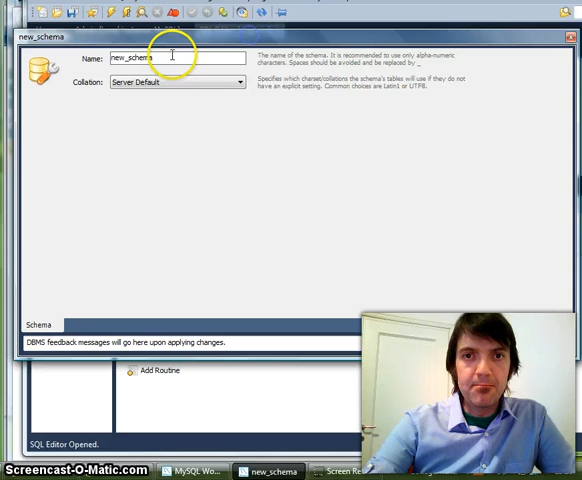 new_schema
Name: new_schema
The name of the schema. It is recommended to use only alpha-numeric
characters. Spaces should be avoided and be replaced by _
Collation: Server Default
Specifies which charset/collations the schema's tables will use if they do not
have an explicit setting. Common choices are Latin1 or UTF8.
Schema
DBMS feedback messages will go here upon applying changes.
Add Routine
SQL Editor Opened.
Screencast-O-Matic.com
MySQL Wo...
new_schema
Screen Re